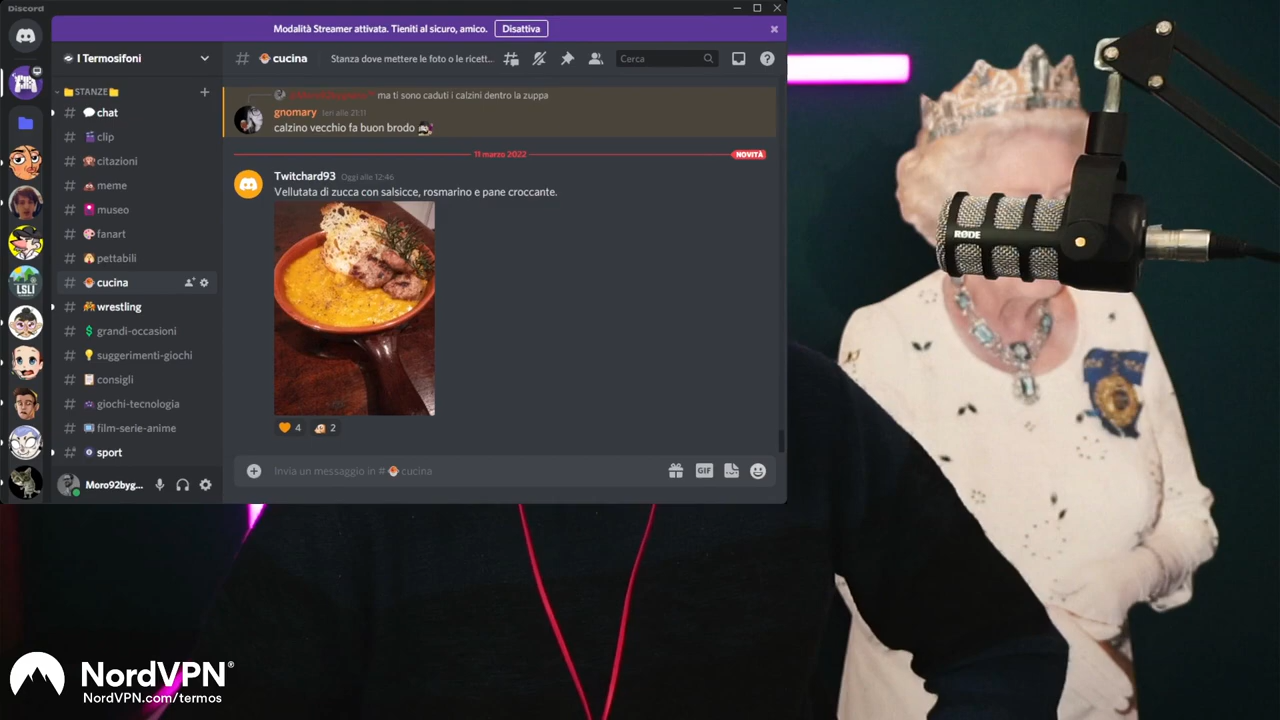 Discord
Modalità Streamer attivata. Tieniti al sicuro, amico.
Disattiva
I Termosifoni
cucina
Stanza dove mettere le foto o le ricett...
Cerca
STANZE
chat
clip
citazioni
meme
museo
fanart
pettabili
cucina
wrestling
grandi-occasioni
suggerimenti-giochi
consigli
giochi-tecnologia
film-serie-anime
sport
Moro92byg...
LSLI
ma ti sono caduti i calzini dentro la zuppa
gnomary Ieri alle 21:11
calzino vecchio fa buon brodo
11 marzo 2022
NOVITÀ
Twitchard93 Oggi alle 12:46
Vellutata di zucca con salsicce, rosmarino e pane croccante.
4
2
Invia un messaggio in # cucina
GIF
RØDE
NordVPN®
NordVPN.com/termos